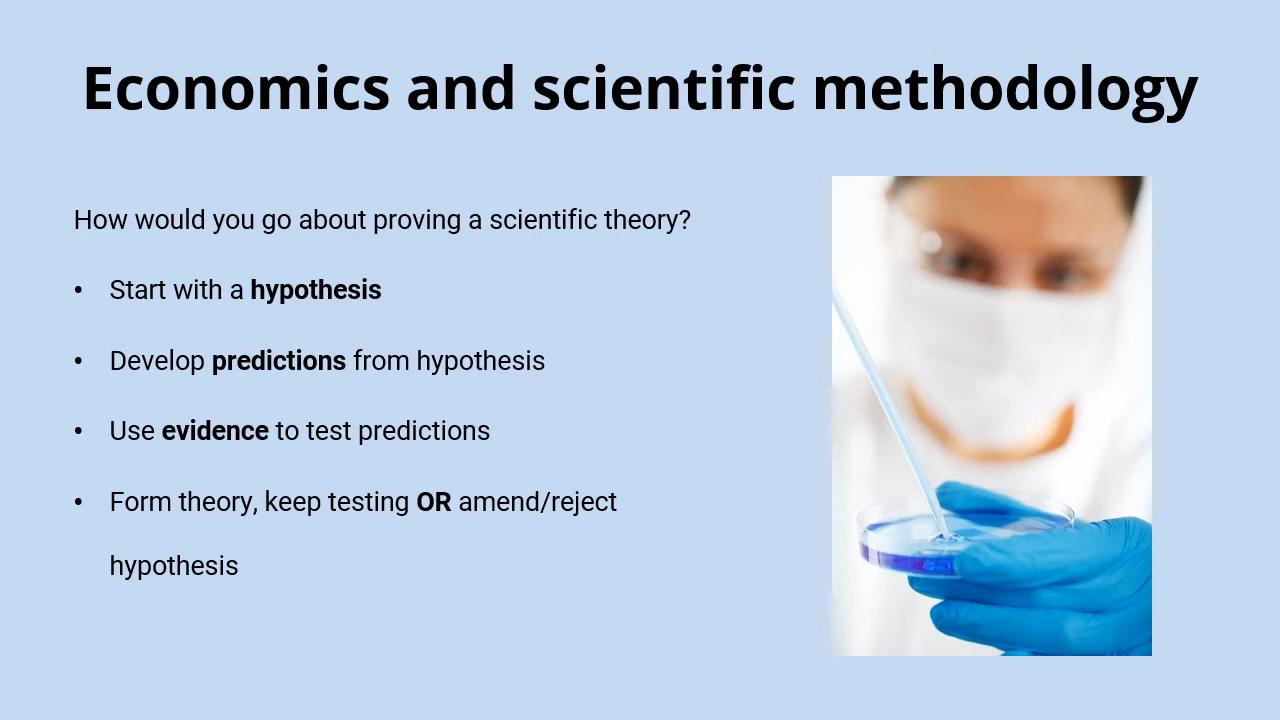 Economics and scientific methodology
How would you go about proving a scientific theory?
• Start with a hypothesis
• Develop predictions from hypothesis
• Use evidence to test predictions
• Form theory, keep testing OR amend/reject
hypothesis